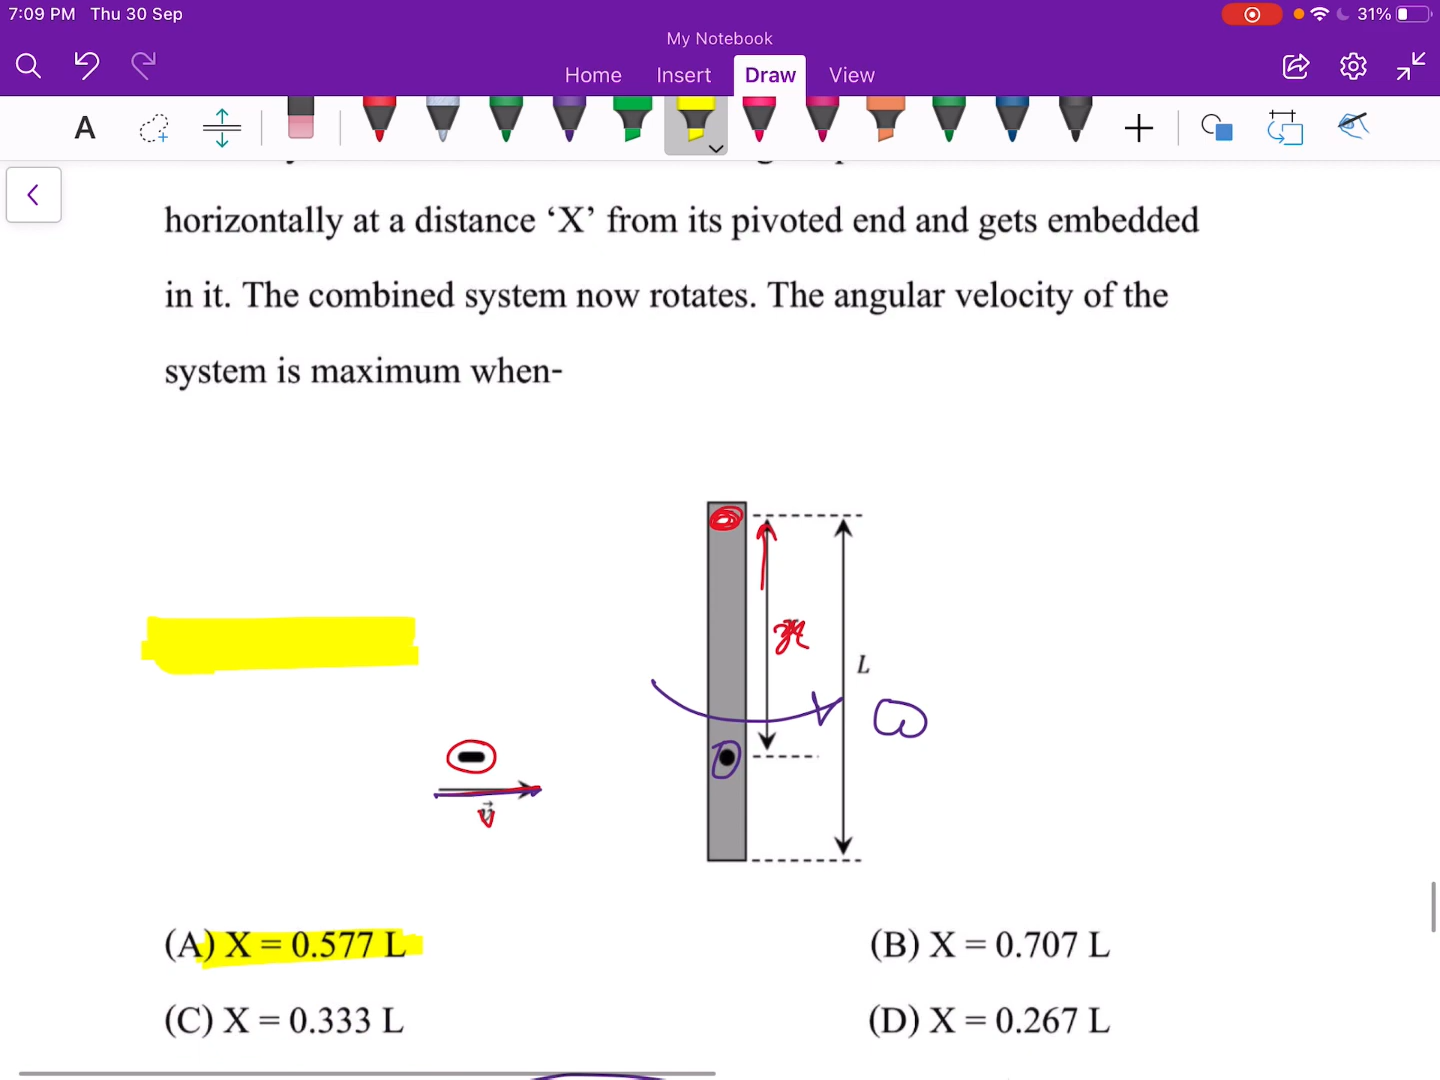 7:09 PM Thu 30 Sep
31%
My Notebook
Home Insert Draw View
A
horizontally at a distance ‘X’ from its pivoted end and gets embedded
in it. The combined system now rotates. The angular velocity of the
system is maximum when-
x
L
ω
v
(A) X = 0.577 L
(B) X = 0.707 L
(C) X = 0.333 L
(D) X = 0.267 L